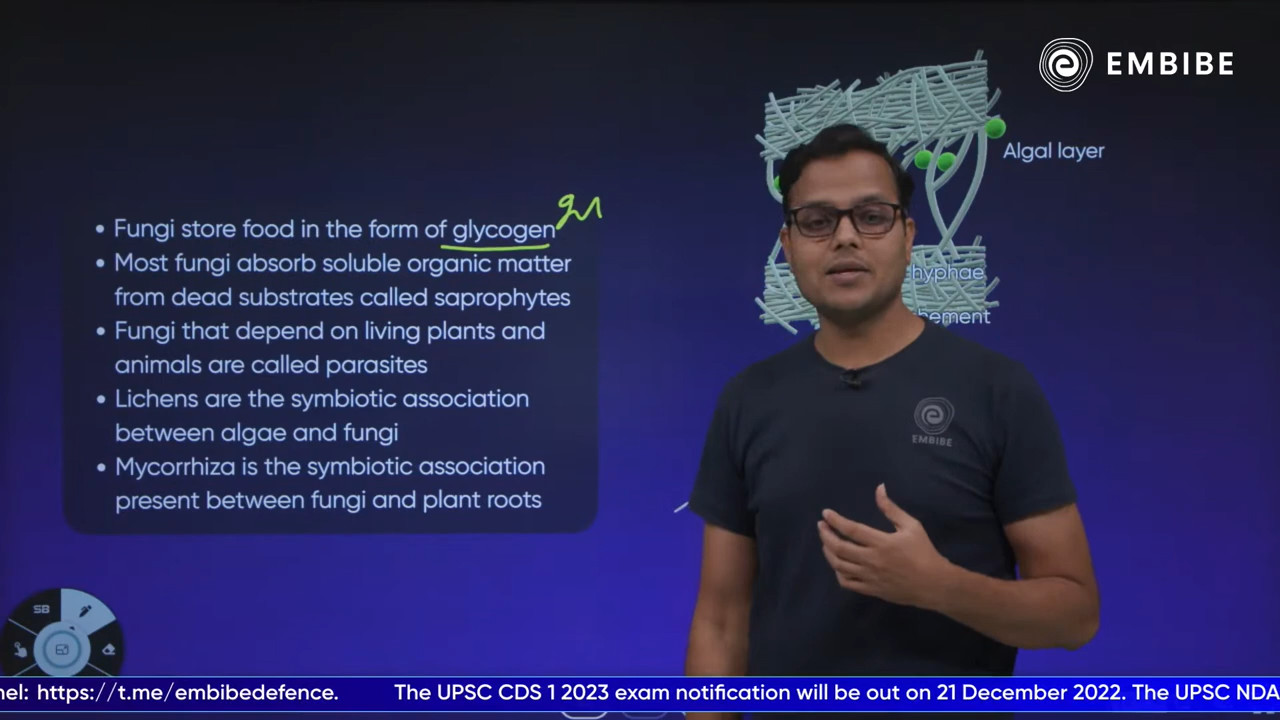 EMBIBE
Algal layer
• Fungi store food in the form of glycogen
• Most fungi absorb soluble organic matter
from dead substrates called saprophytes
• Fungi that depend on living plants and
animals are called parasites
• Lichens are the symbiotic association
between algae and fungi
• Mycorrhiza is the symbiotic association
present between fungi and plant roots
hyphae
EMBIBE
SB
https://t.me/embibedefence. The UPSC CDS 1 2023 exam notification will be out on 21 December 2022. The UPSC NDA